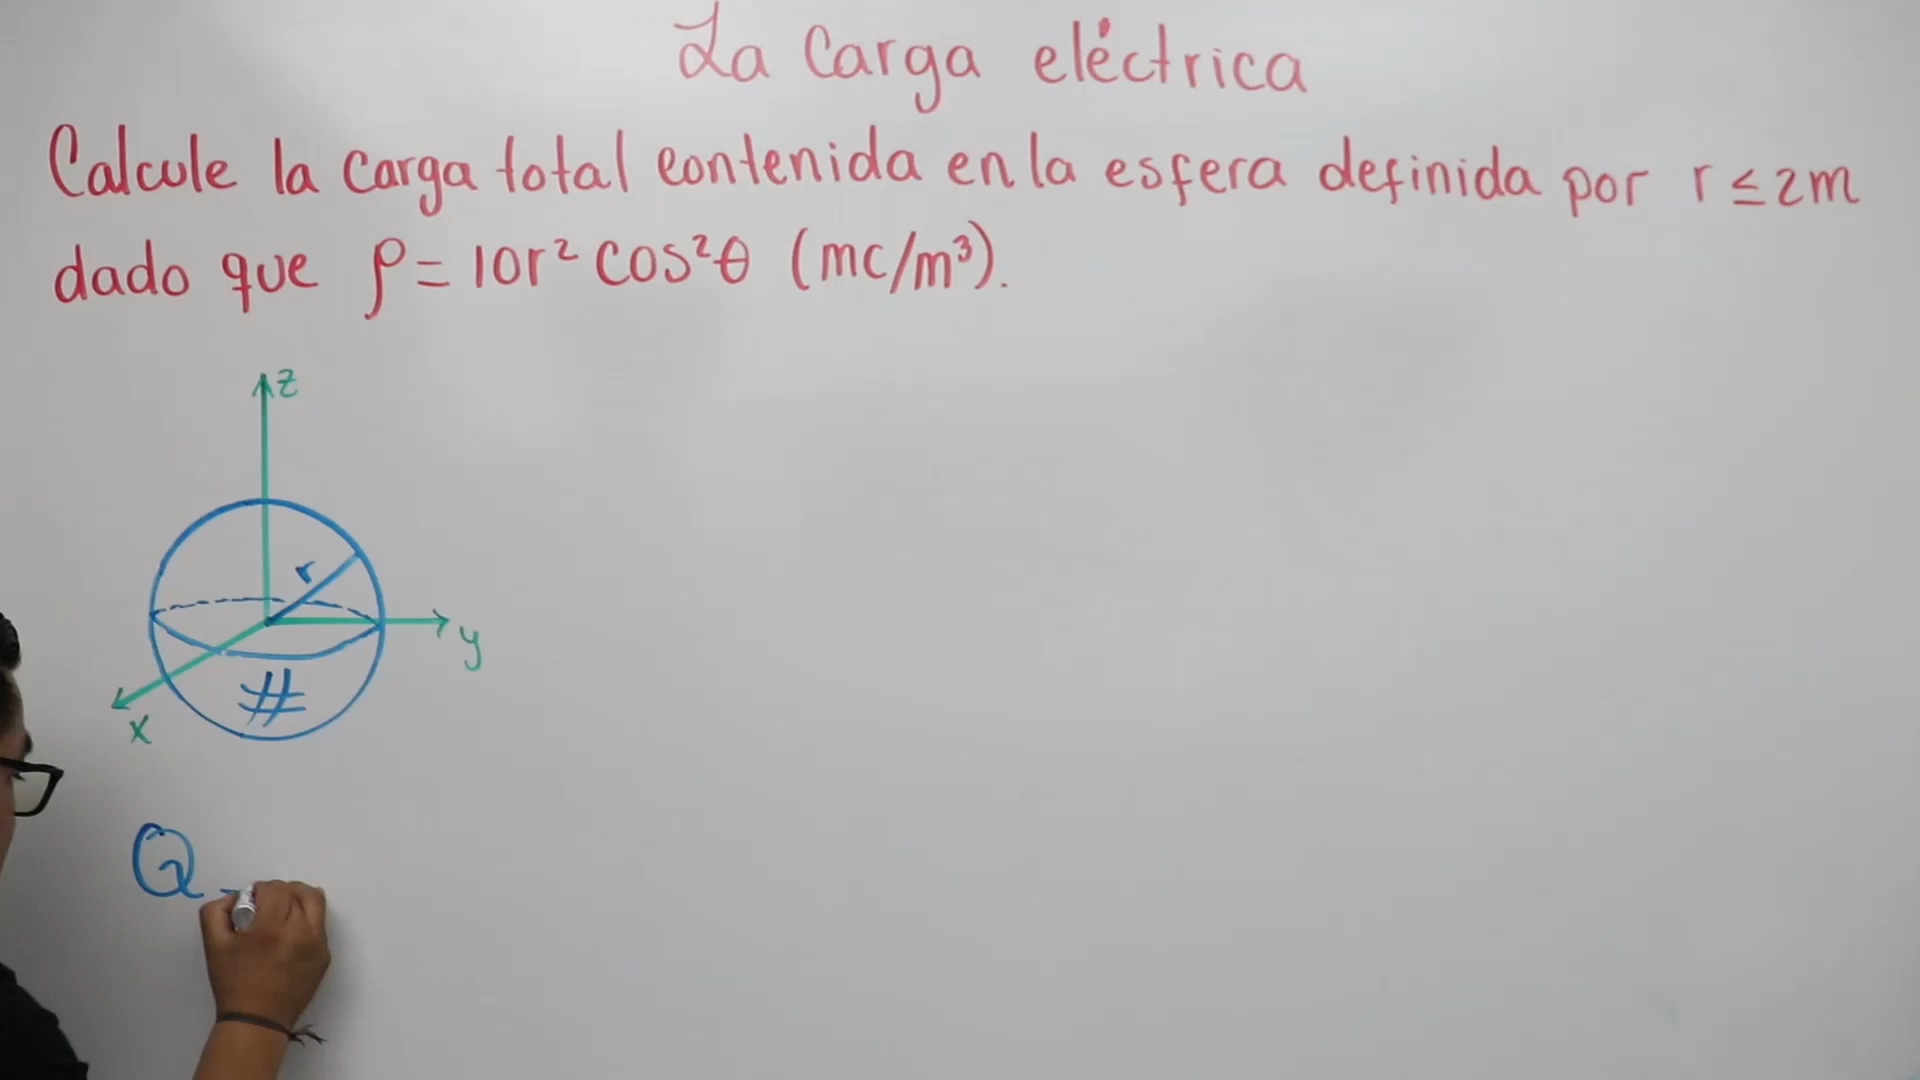 La Carga eléctrica
Calcule la carga total contenida en la esfera definida por r ≤ 2m
dado que ρ = 10r² cos²θ (mc/m³).
z
r
y
#
x
Q =